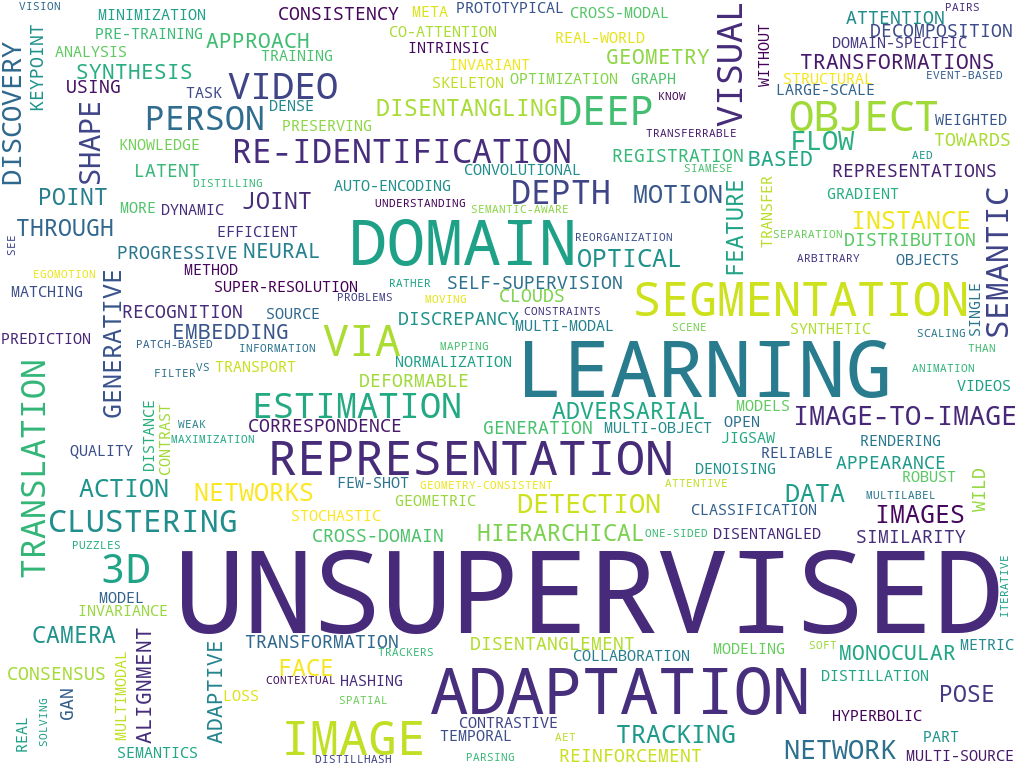 VISION
MINIMIZATION
CONSISTENCY
META
PROTOTYPICAL
CROSS-MODAL
VISUAL
ATTENTION
PAIRS
DISCOVERY
KEYPOINT
PRE-TRAINING
APPROACH
CO-ATTENTION
REAL-WORLD
WITHOUT
DECOMPOSITION
ANALYSIS
TRAINING
INTRINSIC
GEOMETRY
DOMAIN-SPECIFIC
SYNTHESIS
INVARIANT
TRANSFORMATIONS
USING
TASK
VIDEO
SKELETON
OPTIMIZATION
GRAPH
STRUCTURAL
EVENT-BASED
LARGE-SCALE
SHAPE
PERSON
DENSE
DISENTANGLING
DEEP
KNOW
OBJECT
WEIGHTED
PRESERVING
TRANSFERRABLE
FLOW
TOWARDS
KNOWLEDGE
RE-IDENTIFICATION
REGISTRATION
BASED
AED
LATENT
CONVOLUTIONAL
SIAMESE
REPRESENTATIONS
DISTILLING
AUTO-ENCODING
DEPTH
MOTION
FEATURE
TRANSFER
GRADIENT
POINT
MORE
DYNAMIC
JOINT
UNDERSTANDING
SEMANTIC-AWARE
INSTANCE
SEMANTIC
THROUGH
EFFICIENT
DOMAIN
REORGANIZATION
SEPARATION
DISTRIBUTION
SEE
PROGRESSIVE
NEURAL
OPTICAL
ARBITRARY
OBJECTS
EGOMOTION
METHOD
GENERATIVE
MATCHING
SUPER-RESOLUTION
RATHER
SELF-SUPERVISION
SEGMENTATION
SINGLE
PROBLEMS
MOVING
CLOUDS
RECOGNITION
SOURCE
DISCREPANCY
CONSTRAINTS
MULTI-MODAL
SCENE
SYNTHETIC
SCALING
PREDICTION
EMBEDDING
VIA
PATCH-BASED
INFORMATION
MAPPING
LEARNING
THAN
TRANSLATION
FILTER
VS
TRANSPORT
NORMALIZATION
ANIMATION
DEFORMABLE
VIDEOS
ESTIMATION
ADVERSARIAL
MODELS
IMAGE-TO-IMAGE
DISTANCE
CONTRAST
WEAK
CORRESPONDENCE
GENERATION
MULTI-OBJECT
OPEN
MAXIMIZATION
JIGSAW
RENDERING
QUALITY
REPRESENTATION
RELIABLE
DENOISING
APPEARANCE
ACTION
NETWORKS
FEW-SHOT
GEOMETRY-CONSISTENT
ATTENTIVE
ROBUST
WILD
GEOMETRIC
DETECTION
DATA
MULTILABEL
CLUSTERING
STOCHASTIC
CLASSIFICATION
IMAGES
CROSS-DOMAIN
HIERARCHICAL
ONE-SIDED
DISENTANGLED
SIMILARITY
PUZZLES
3D
UNSUPERVISED
ITERATIVE
MODEL
INVARIANCE
CAMERA
ALIGNMENT
TRANSFORMATION
DISENTANGLEMENT
MODELING
SOFT
MONOCULAR
METRIC
TRACKERS
COLLABORATION
CONSENSUS
MULTIMODAL
ADAPTIVE
FACE
ADAPTATION
DISTILLATION
CONTEXTUAL
HASHING
GAN
LOSS
SPATIAL
POSE
REAL
SOLVING
HYPERBOLIC
IMAGE
CONTRASTIVE
TRACKING
TEMPORAL
AET
PART
SEMANTICS
DISTILLHASH
PARSING
REINFORCEMENT
NETWORK
MULTI-SOURCE